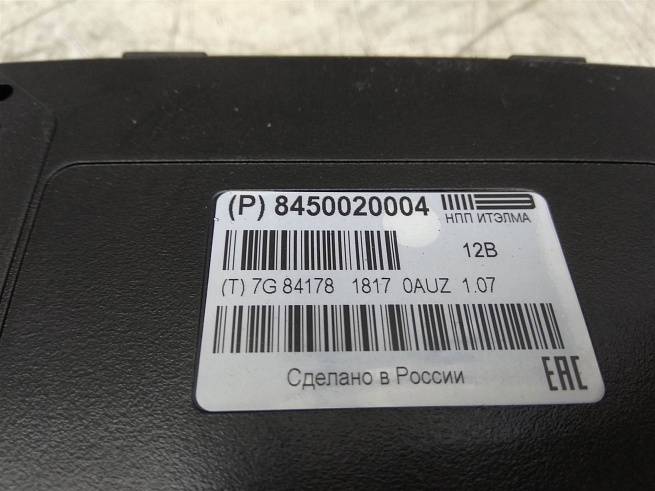 (P) 8450020004
НПП ИТЭЛМА
12В
(T) 7G 84178 1817 0AUZ 1.07
Сделано в России
EAC